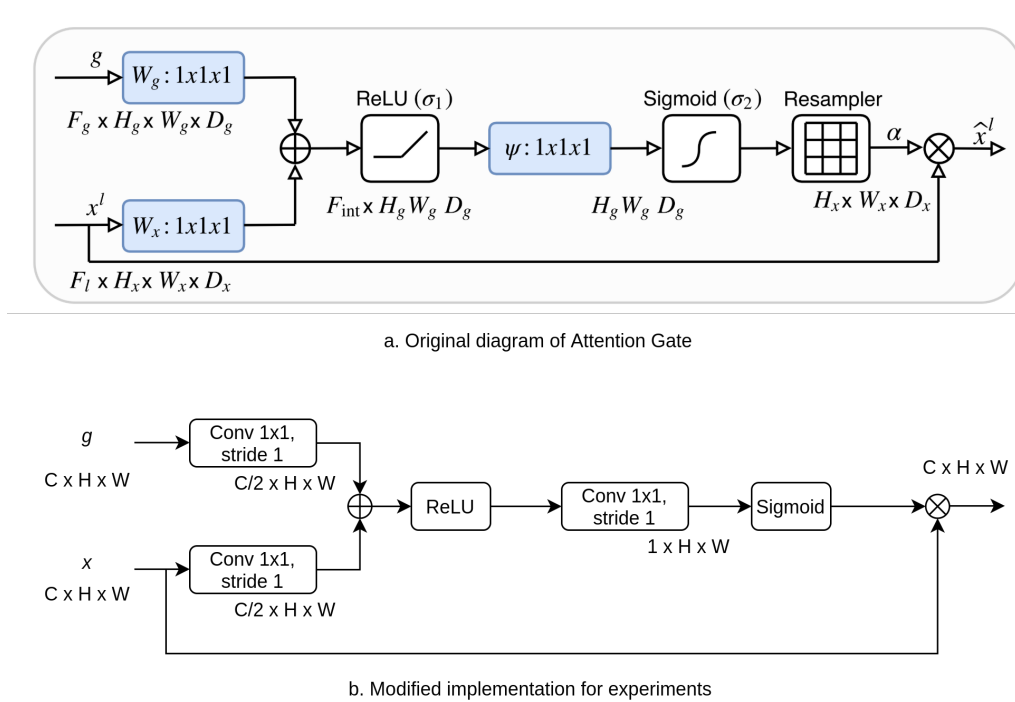 g
W_g : 1x1x1
F_g x H_g x W_g x D_g
ReLU (σ₁)
Sigmoid (σ₂)
Resampler
ψ : 1x1x1
α
x̂^l
x^l
W_x : 1x1x1
F_int x H_g W_g D_g
H_g W_g D_g
H_x x W_x x D_x
F_l x H_x x W_x x D_x
a. Original diagram of Attention Gate
g
C x H x W
Conv 1x1,
stride 1
C/2 x H x W
ReLU
Conv 1x1,
stride 1
1 x H x W
Sigmoid
C x H x W
x
C x H x W
Conv 1x1,
stride 1
C/2 x H x W
b. Modified implementation for experiments